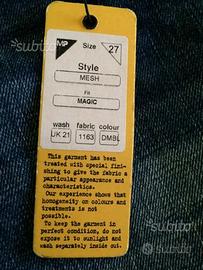 subito
MP
Size
27
Style
MESH
Fit
MAGIC
wash fabric colour
UK 21 1163 DMBL
This garment has been
treated with special fini-
shing to give the fabric a
particular appearance and
characteristics.
Our experience shows that
homogeneity on colours and
treatments is not
possible.
To keep the garment in
perfect condition, do not
expose it to sunlight and
wash separately inside out.